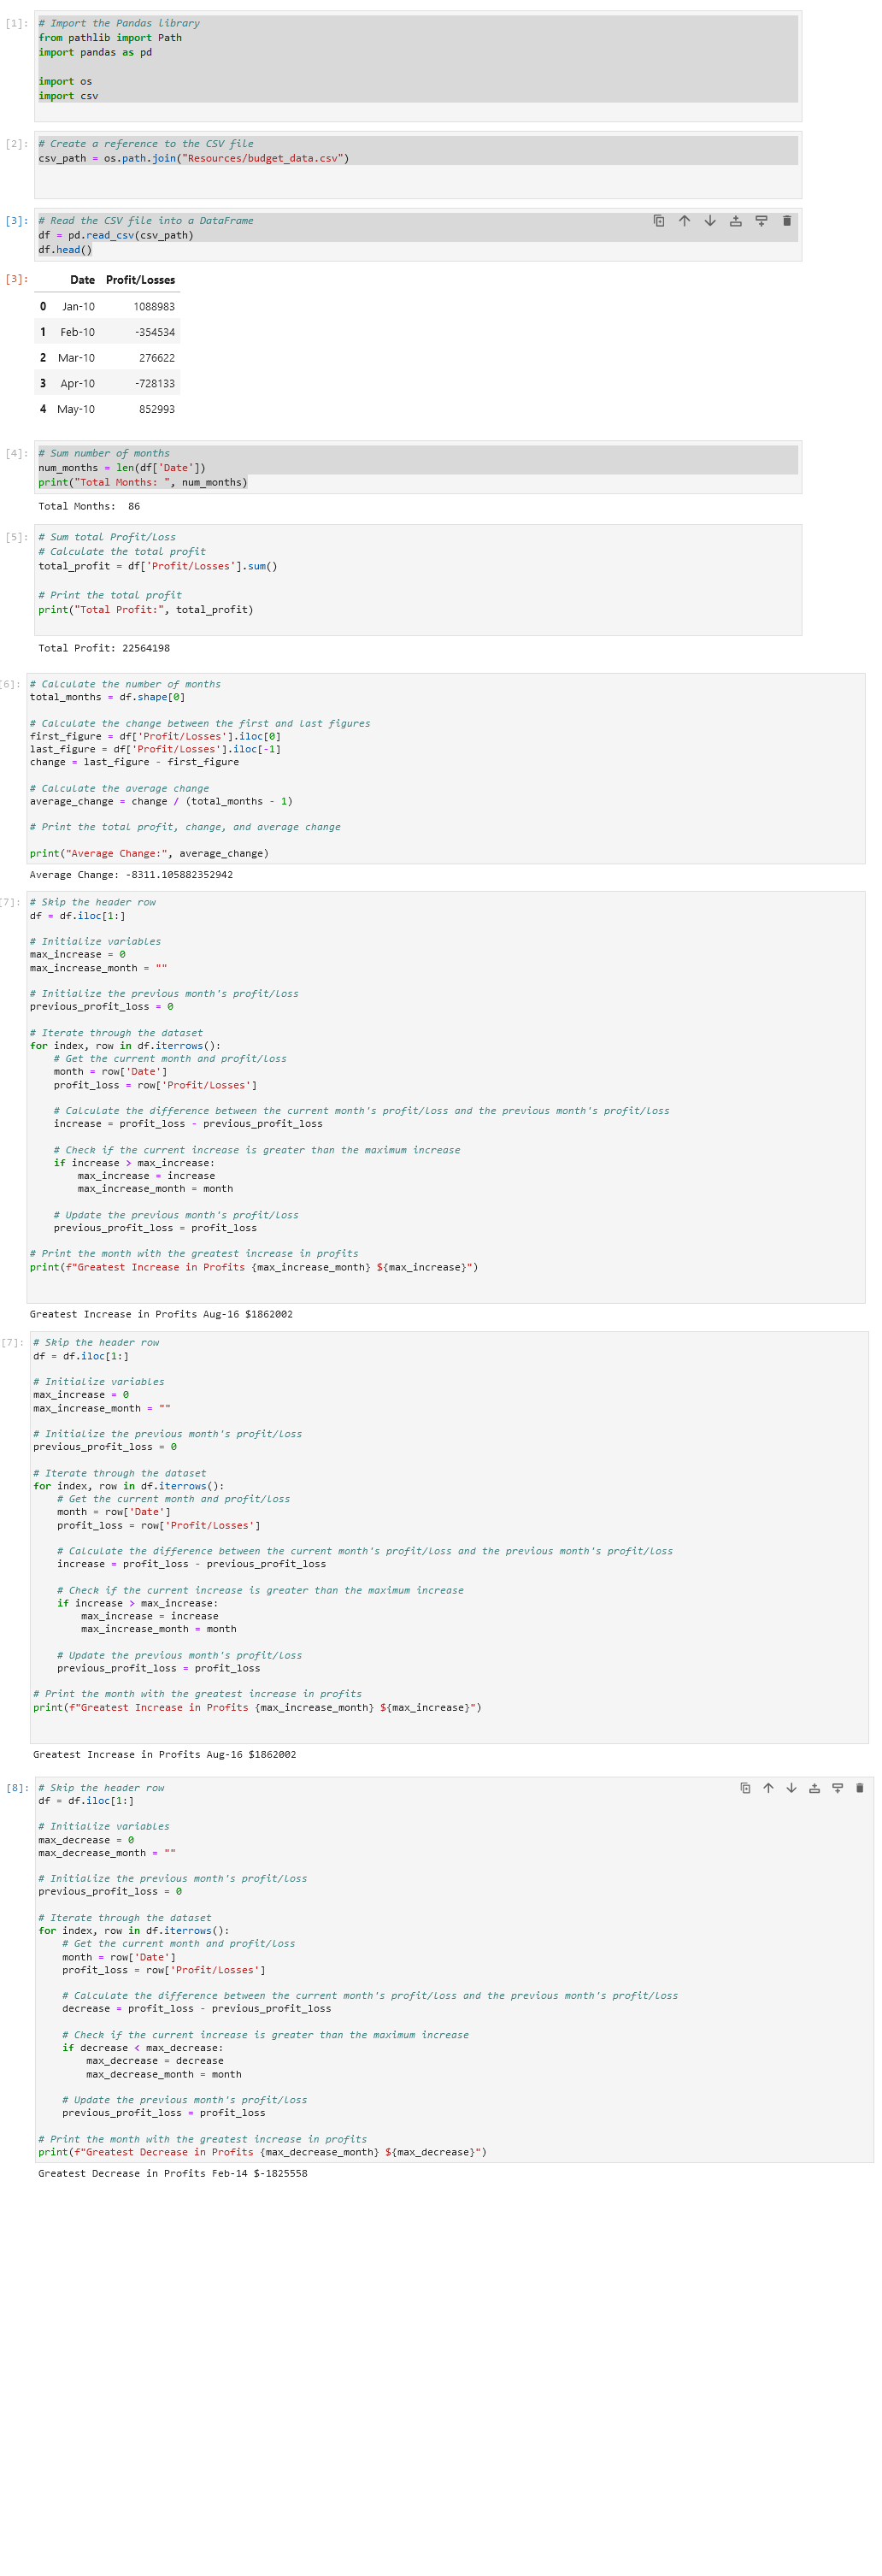 [1]: # Import the Pandas library
from pathlib import Path
import pandas as pd
import os
import csv
[2]: # Create a reference to the CSV file
csv_path = os.path.join("Resources/budget_data.csv")
[3]: # Read the CSV file into a DataFrame
df = pd.read_csv(csv_path)
df.head()
[3]: Date Profit/Losses
0 Jan-10 1088983
1 Feb-10 -354534
2 Mar-10 276622
3 Apr-10 -728133
4 May-10 852993
[4]: # Sum number of months
num_months = len(df['Date'])
print("Total Months: ", num_months)
Total Months:  86
[5]: # Sum total Profit/Loss
# Calculate the total profit
total_profit = df['Profit/Losses'].sum()
# Print the total profit
print("Total Profit:", total_profit)
Total Profit: 22564198
[6]: # Calculate the number of months
total_months = df.shape[0]
# Calculate the change between the first and last figures
first_figure = df['Profit/Losses'].iloc[0]
last_figure = df['Profit/Losses'].iloc[-1]
change = last_figure - first_figure
# Calculate the average change
average_change = change / (total_months - 1)
# Print the total profit, change, and average change
print("Average Change:", average_change)
Average Change: -8311.105882352942
[7]: # Skip the header row
df = df.iloc[1:]
# Initialize variables
max_increase = 0
max_increase_month = ""
# Initialize the previous month's profit/loss
previous_profit_loss = 0
# Iterate through the dataset
for index, row in df.iterrows():
# Get the current month and profit/loss
month = row['Date']
profit_loss = row['Profit/Losses']
# Calculate the difference between the current month's profit/loss and the previous month's profit/loss
increase = profit_loss - previous_profit_loss
# Check if the current increase is greater than the maximum increase
if increase > max_increase:
max_increase = increase
max_increase_month = month
# Update the previous month's profit/loss
previous_profit_loss = profit_loss
# Print the month with the greatest increase in profits
print(f"Greatest Increase in Profits {max_increase_month} ${max_increase}")
Greatest Increase in Profits Aug-16 $1862002
[7]: # Skip the header row
df = df.iloc[1:]
# Initialize variables
max_increase = 0
max_increase_month = ""
# Initialize the previous month's profit/loss
previous_profit_loss = 0
# Iterate through the dataset
for index, row in df.iterrows():
# Get the current month and profit/loss
month = row['Date']
profit_loss = row['Profit/Losses']
# Calculate the difference between the current month's profit/loss and the previous month's profit/loss
increase = profit_loss - previous_profit_loss
# Check if the current increase is greater than the maximum increase
if increase > max_increase:
max_increase = increase
max_increase_month = month
# Update the previous month's profit/loss
previous_profit_loss = profit_loss
# Print the month with the greatest increase in profits
print(f"Greatest Increase in Profits {max_increase_month} ${max_increase}")
Greatest Increase in Profits Aug-16 $1862002
[8]: # Skip the header row
df = df.iloc[1:]
# Initialize variables
max_decrease = 0
max_decrease_month = ""
# Initialize the previous month's profit/loss
previous_profit_loss = 0
# Iterate through the dataset
for index, row in df.iterrows():
# Get the current month and profit/loss
month = row['Date']
profit_loss = row['Profit/Losses']
# Calculate the difference between the current month's profit/loss and the previous month's profit/loss
decrease = profit_loss - previous_profit_loss
# Check if the current increase is greater than the maximum increase
if decrease < max_decrease:
max_decrease = decrease
max_decrease_month = month
# Update the previous month's profit/loss
previous_profit_loss = profit_loss
# Print the month with the greatest increase in profits
print(f"Greatest Decrease in Profits {max_decrease_month} ${max_decrease}")
Greatest Decrease in Profits Feb-14 $-1825558